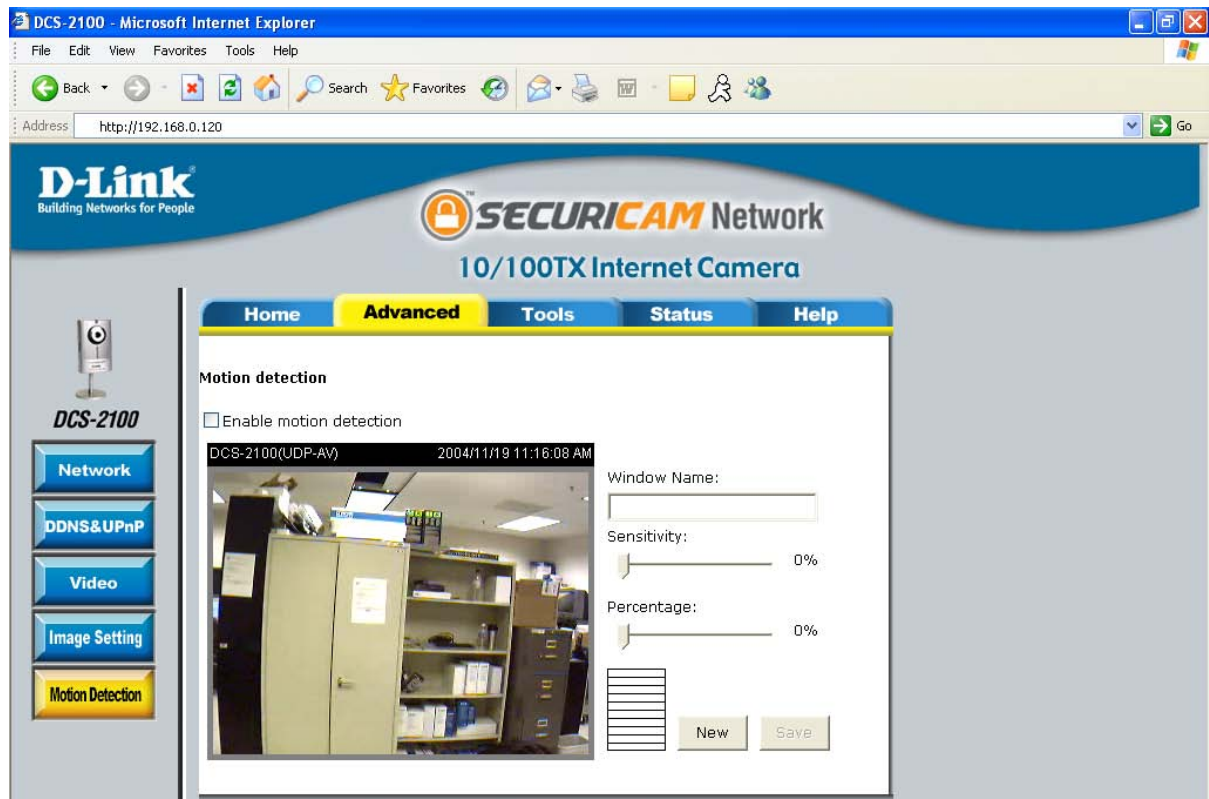 DCS-2100 - Microsoft Internet Explorer
File Edit View Favorites Tools Help
Back Search Favorites
Address http://192.168.0.120 Go
D-Link
Building Networks for People
SECURICAM Network
™
10/100TX Internet Camera
Home Advanced Tools Status Help
DCS-2100
Network
DDNS&UPnP
Video
Image Setting
Motion Detection
Motion detection
Enable motion detection
DCS-2100(UDP-AV) 2004/11/19 11:16:08 AM
Window Name:
Sensitivity:
0%
Percentage:
0%
New Save